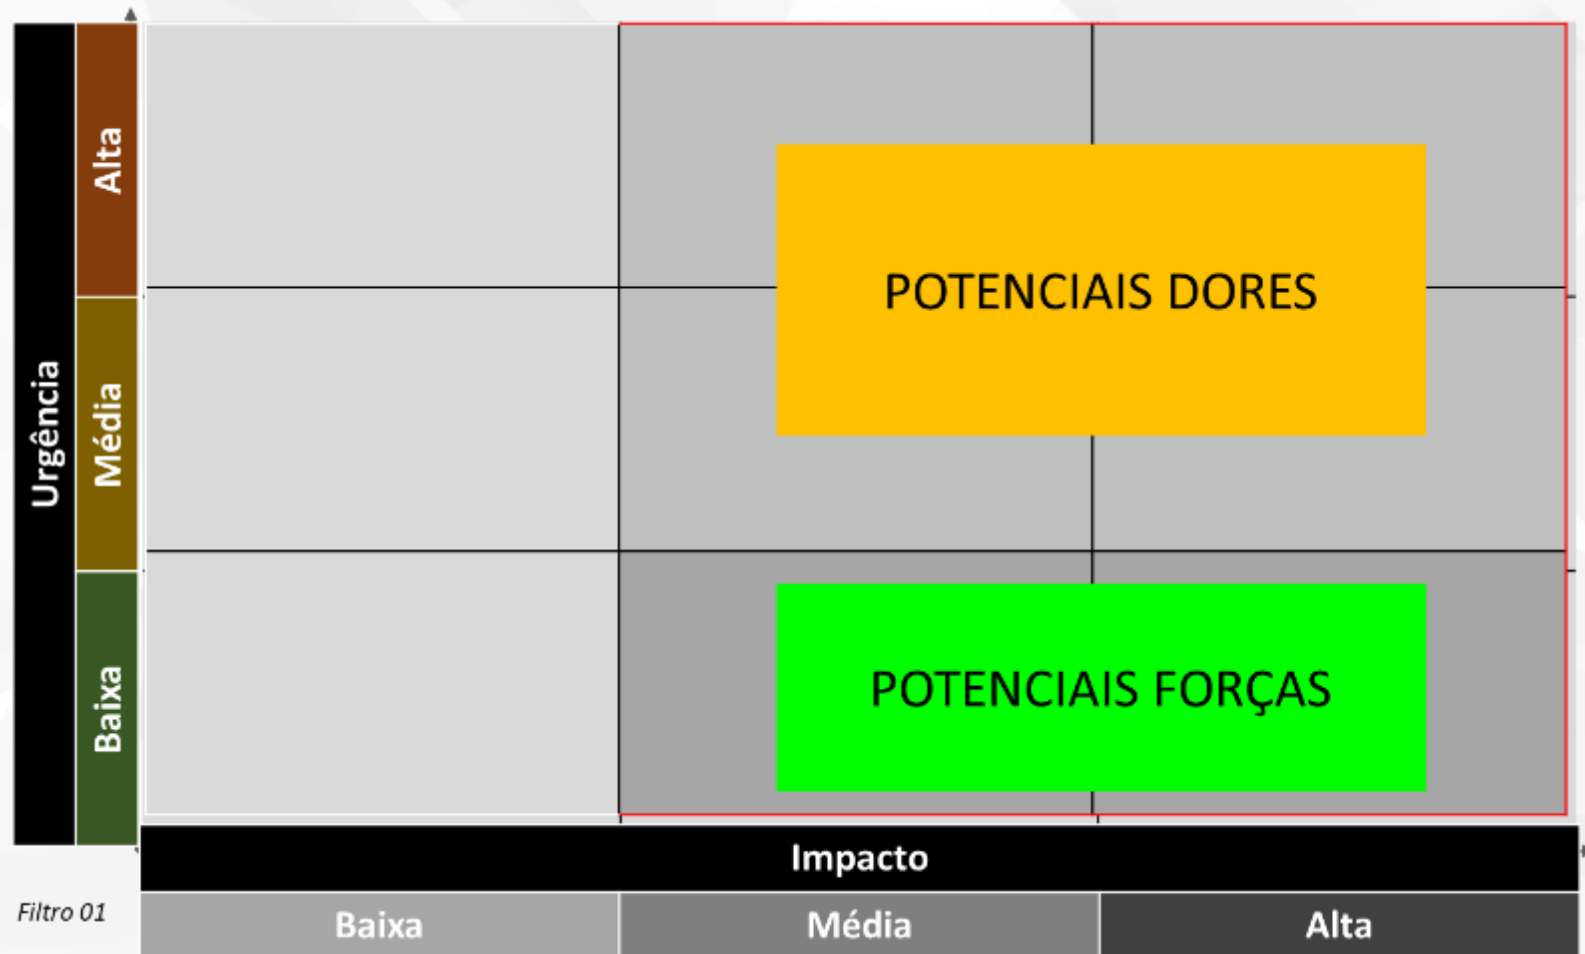 Urgência
Alta
Média
Baixa
POTENCIAIS DORES
POTENCIAIS FORÇAS
Impacto
Filtro 01
Baixa
Média
Alta